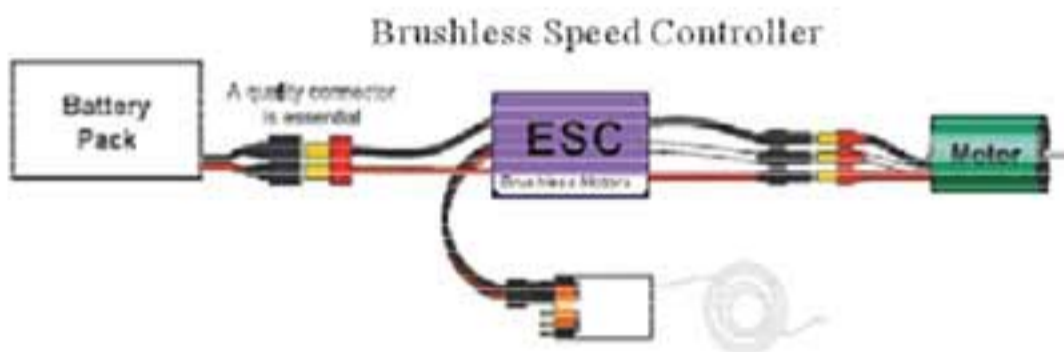 Brushless Speed Controller
Battery
Pack
A quality connector
is essential
ESC
Brushless Motors
Motor